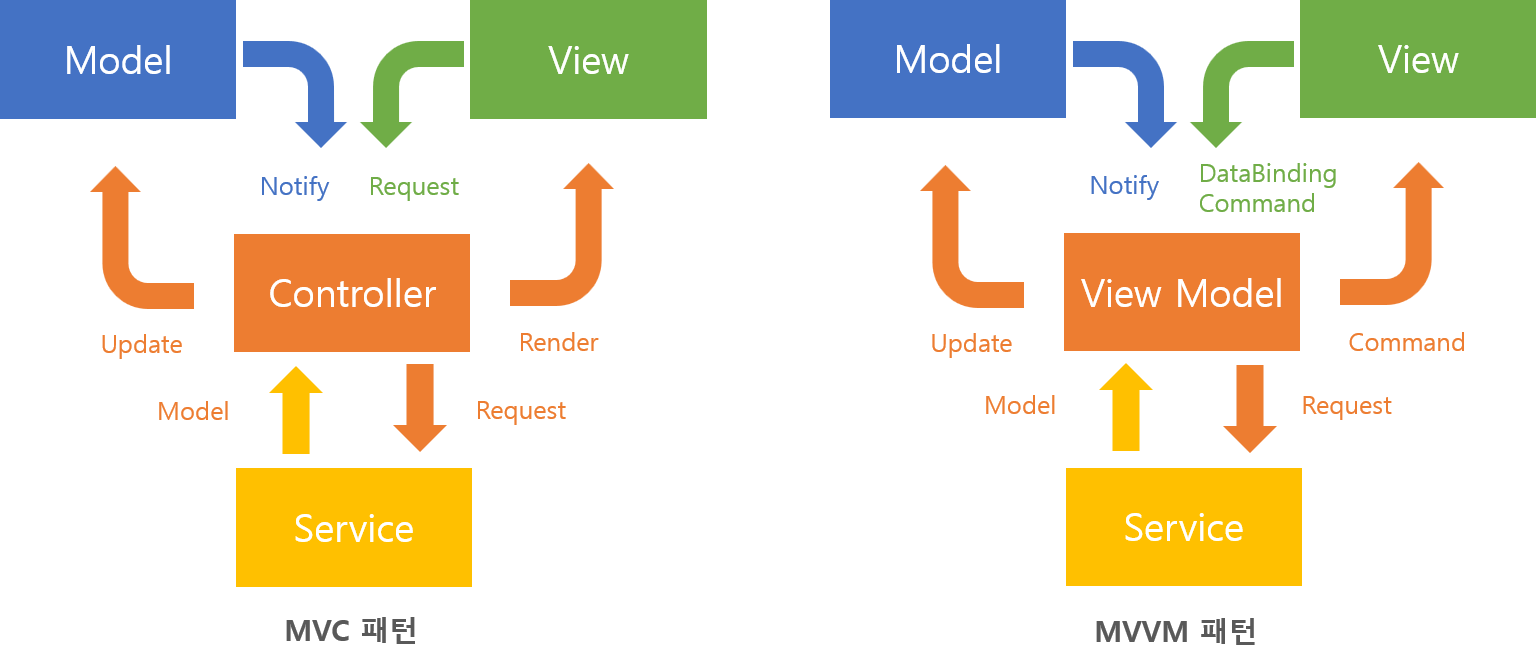 Model
View
Notify
Request
Controller
Update
Render
Model
Request
Service
MVC 패턴
Model
View
Notify
DataBinding
Command
View Model
Update
Command
Model
Request
Service
MVVM 패턴